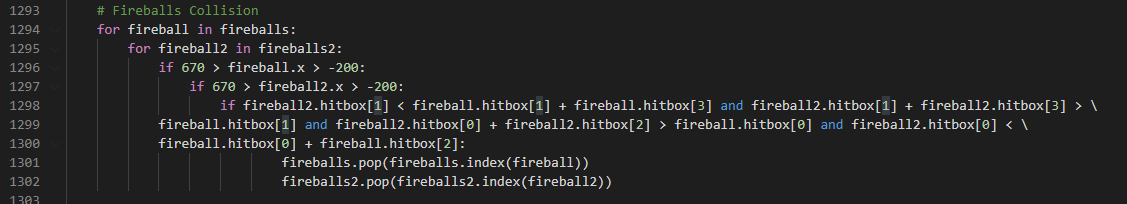 1293 # Fireballs Collision
1294 for fireball in fireballs:
1295 for fireball2 in fireballs2:
1296 if 670 > fireball.x > -200:
1297 if 670 > fireball2.x > -200:
1298 if fireball2.hitbox[1] < fireball.hitbox[1] + fireball.hitbox[3] and fireball2.hitbox[1] + fireball2.hitbox[3] > \
1299 fireball.hitbox[1] and fireball2.hitbox[0] + fireball2.hitbox[2] > fireball.hitbox[0] and fireball2.hitbox[0] < \
1300 fireball.hitbox[0] + fireball.hitbox[2]:
1301 fireballs.pop(fireballs.index(fireball))
1302 fireballs2.pop(fireballs2.index(fireball2))
1303